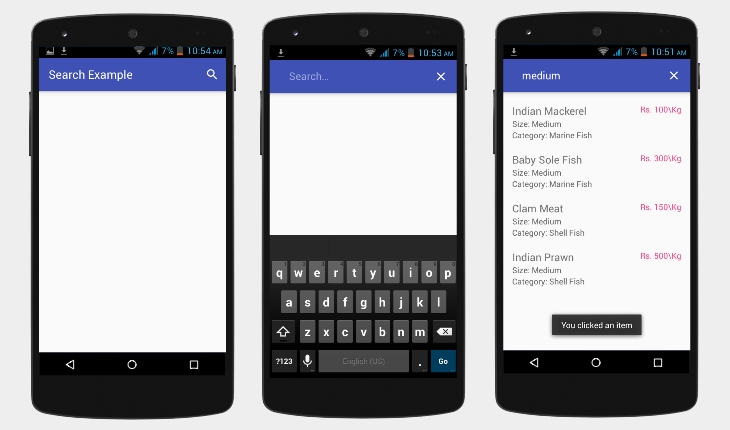 7% 10:54 AM
Search Example
7% 10:53 AM
Search...
q w e r t y u i o p
a s d f g h j k l
z x c v b n m
?123 English (US) . Go
7% 10:51 AM
medium
Indian Mackerel Rs. 100\Kg
Size: Medium
Category: Marine Fish
Baby Sole Fish Rs. 300\Kg
Size: Medium
Category: Marine Fish
Clam Meat Rs. 150\Kg
Size: Medium
Category: Shell Fish
Indian Prawn Rs. 500\Kg
Size: Medium
Category: Shell Fish
You clicked an item